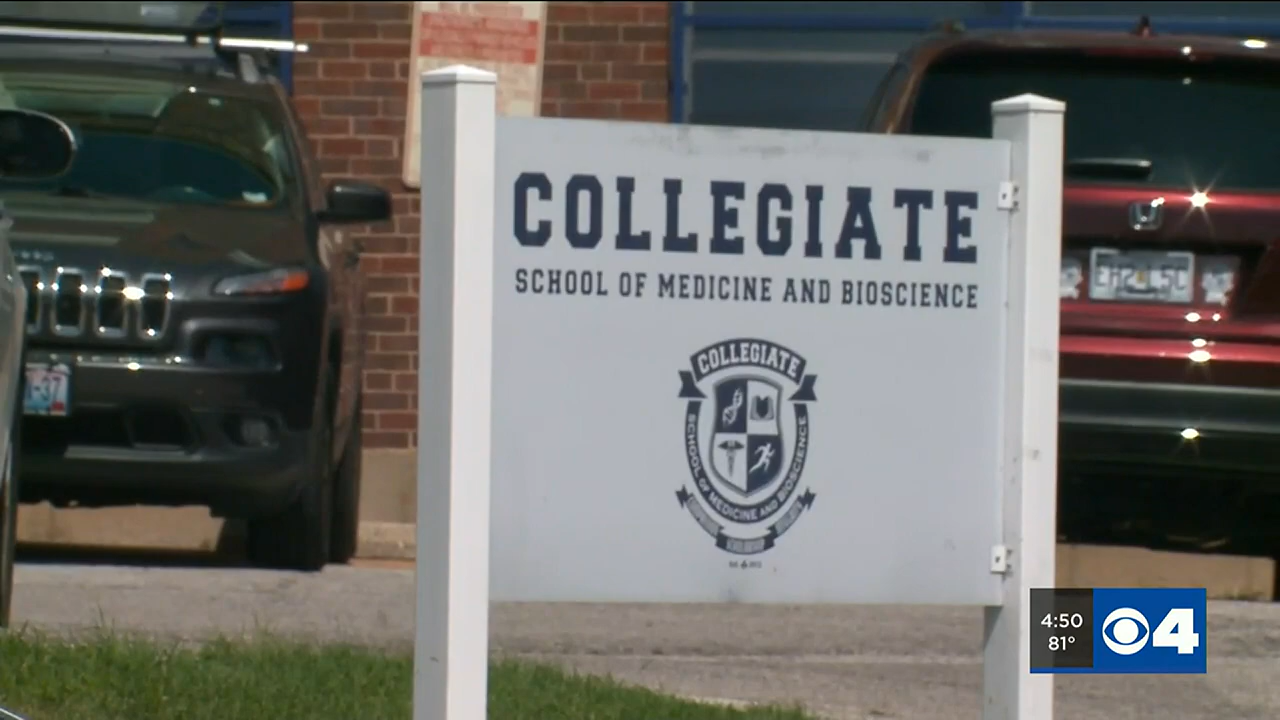 COLLEGIATE
SCHOOL OF MEDICINE AND BIOSCIENCE
COLLEGIATE
SCHOOL OF MEDICINE AND BIOSCIENCE
4:50
81°
4